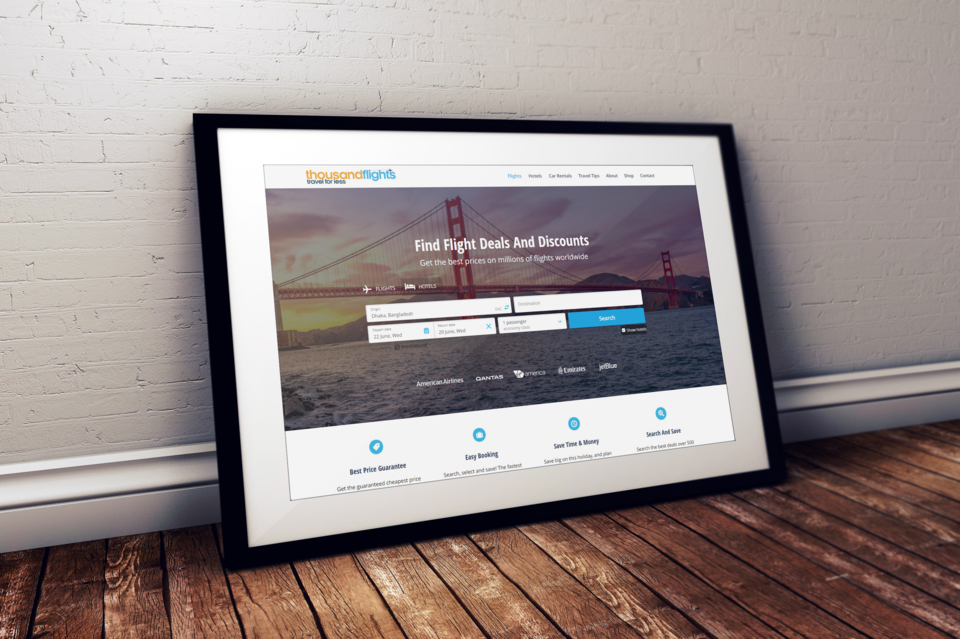 thousandflights
travel for less
Flights Hotels Car Rentals Travel Tips About Shop Contact
Find Flight Deals And Discounts
Get the best prices on millions of flights worldwide
FLIGHTS HOTELS
Origin
Dhaka, Bangladesh
Destination
22 June, Wed
29 June, Wed
1 passenger
economy class
Search
Show hotels
American Airlines QANTAS america Emirates jetBlue
Best Price Guarantee
Get the guaranteed cheapest price
Easy Booking
Search, select and save! The fastest
Save Time & Money
Save big on this holiday, and plan
Search And Save
Search the best deals over 500